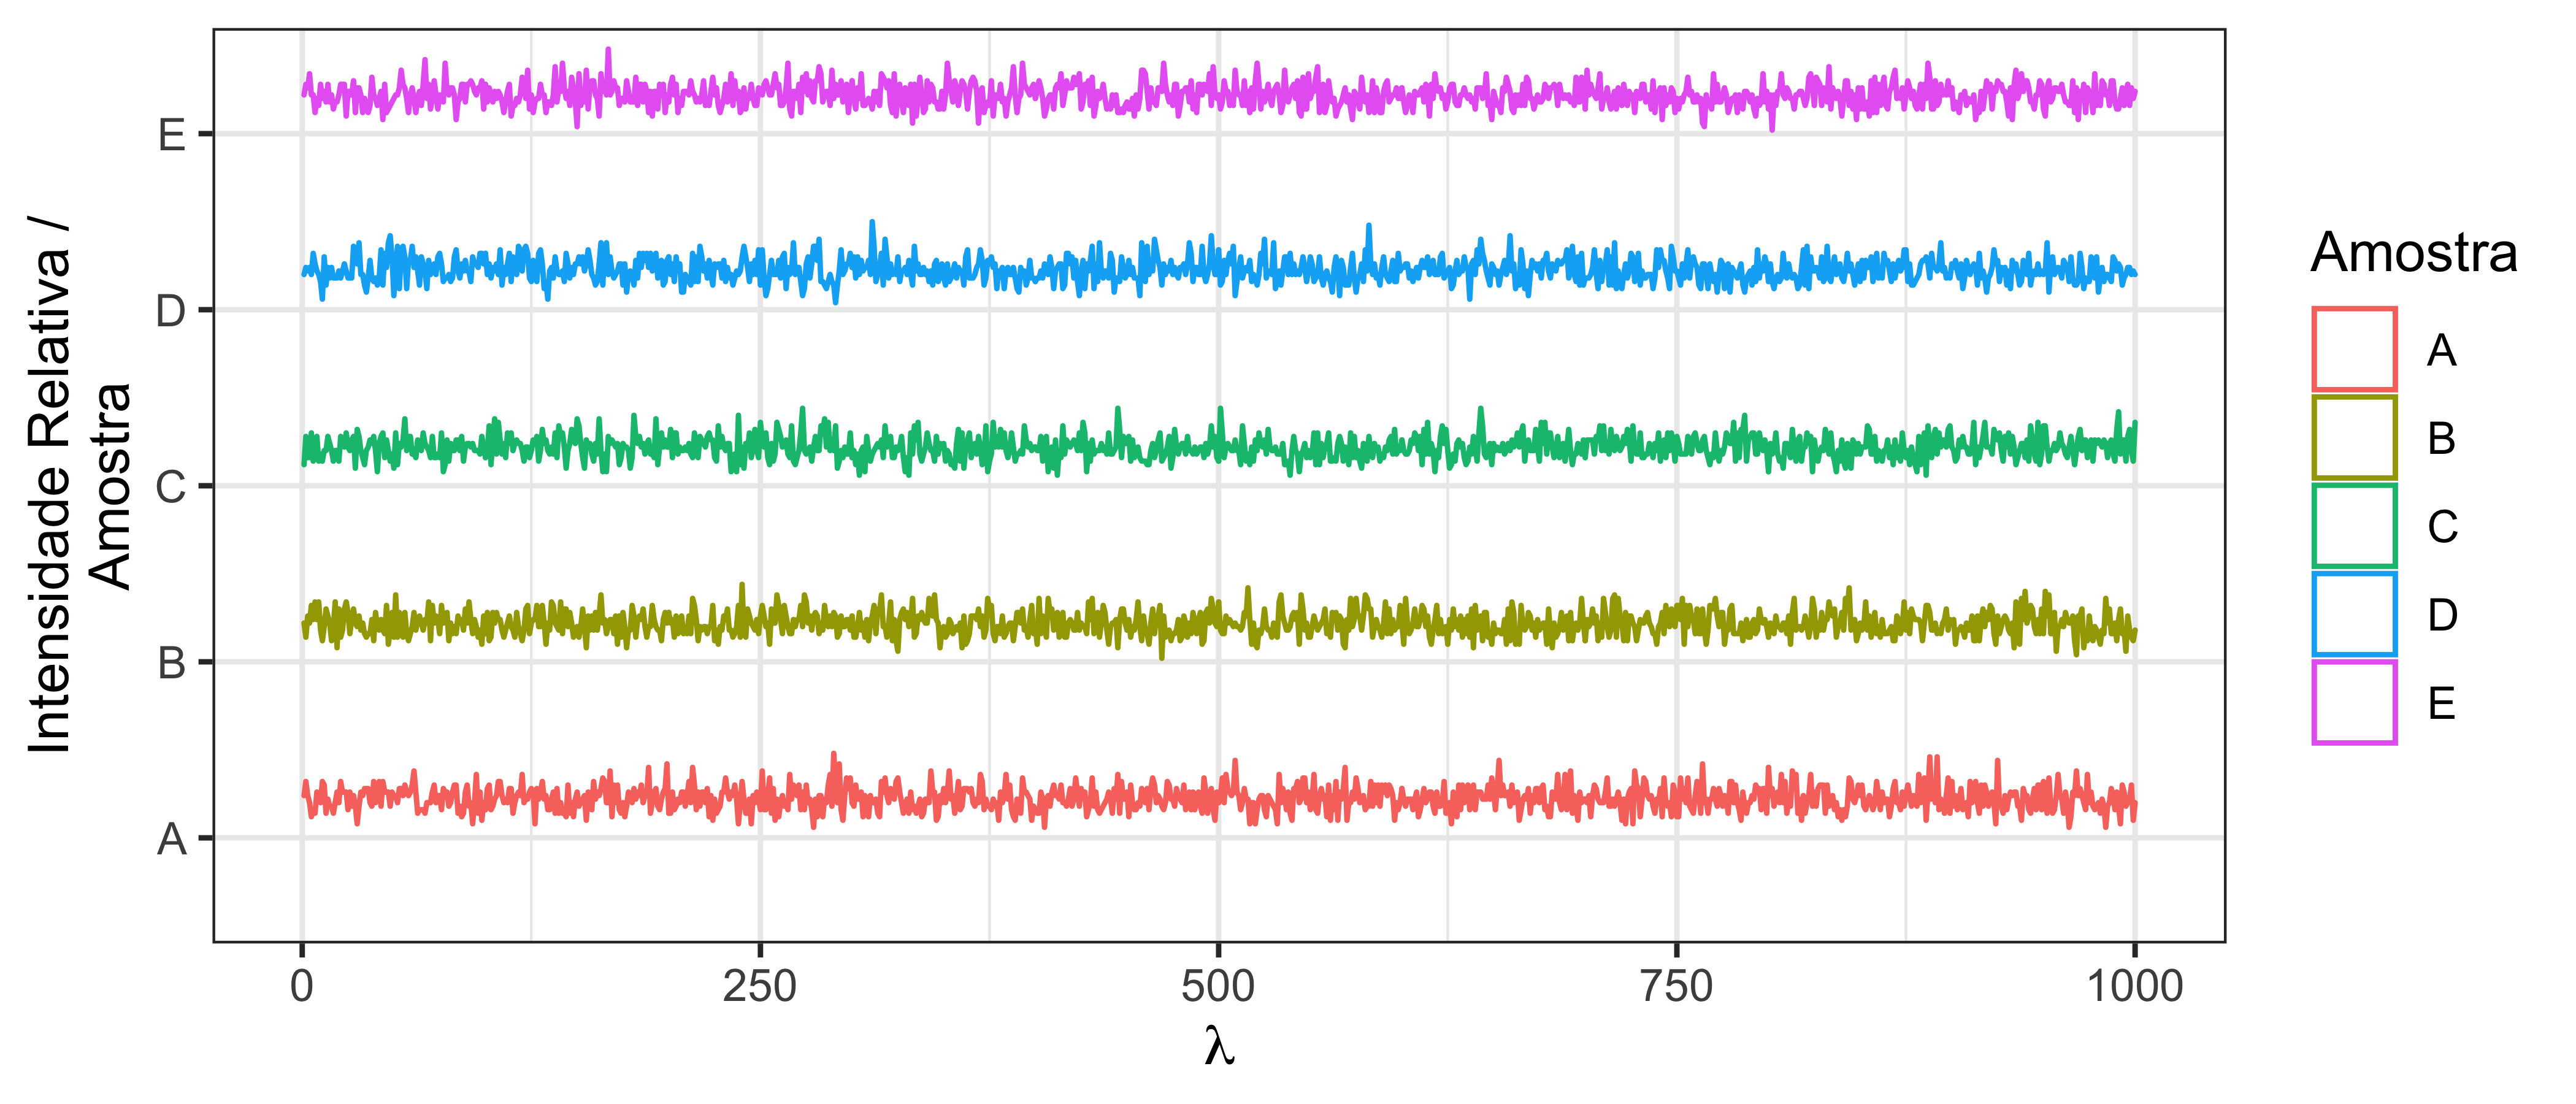 Intensidade Relativa /
Amostra
E
D
C
B
A
0 250 500 750 1000
λ
Amostra
A
B
C
D
E